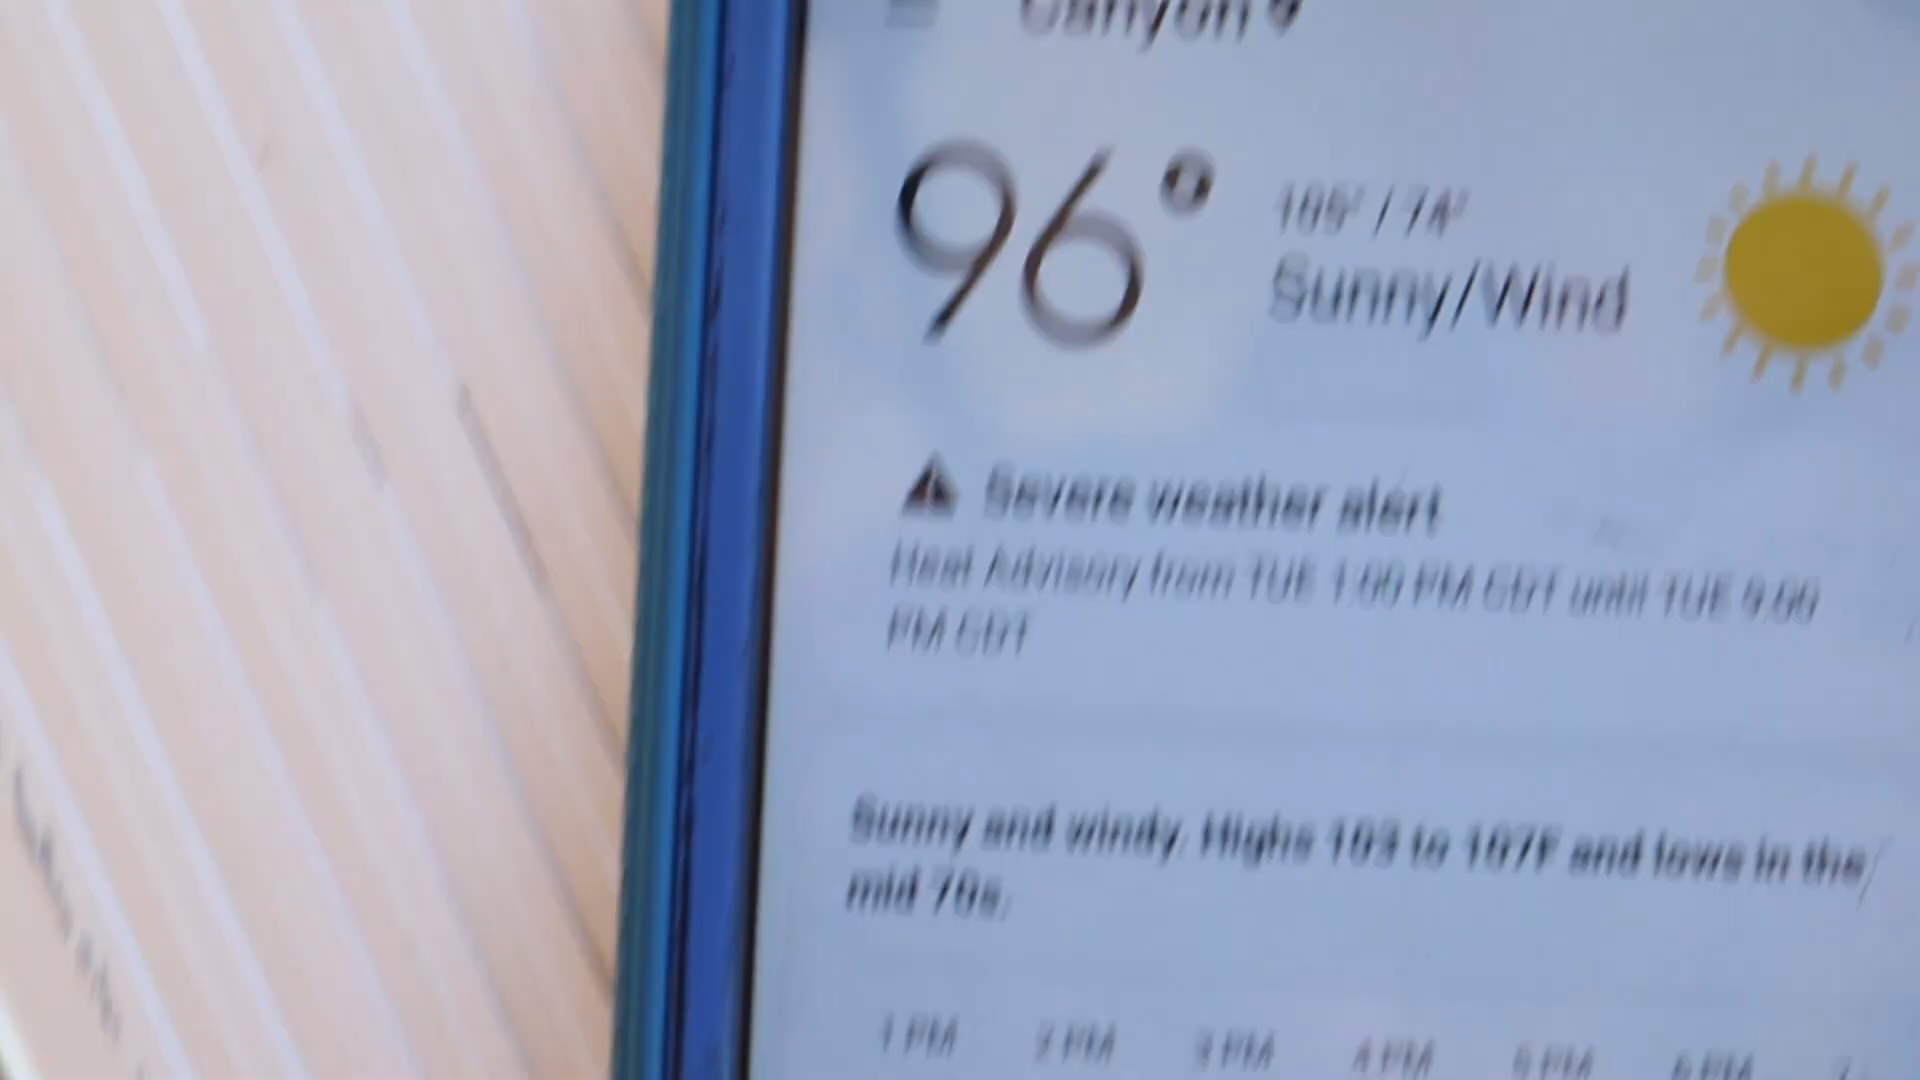 Canyon
96°
105° / 74°
Sunny/Wind
Severe weather alert
Heat Advisory from TUE 1:00 PM CDT until TUE 9:00
PM CDT
Sunny and windy. Highs 103 to 107F and lows in the
mid 70s.
1 PM 2 PM 3 PM 4 PM 5 PM 6 PM